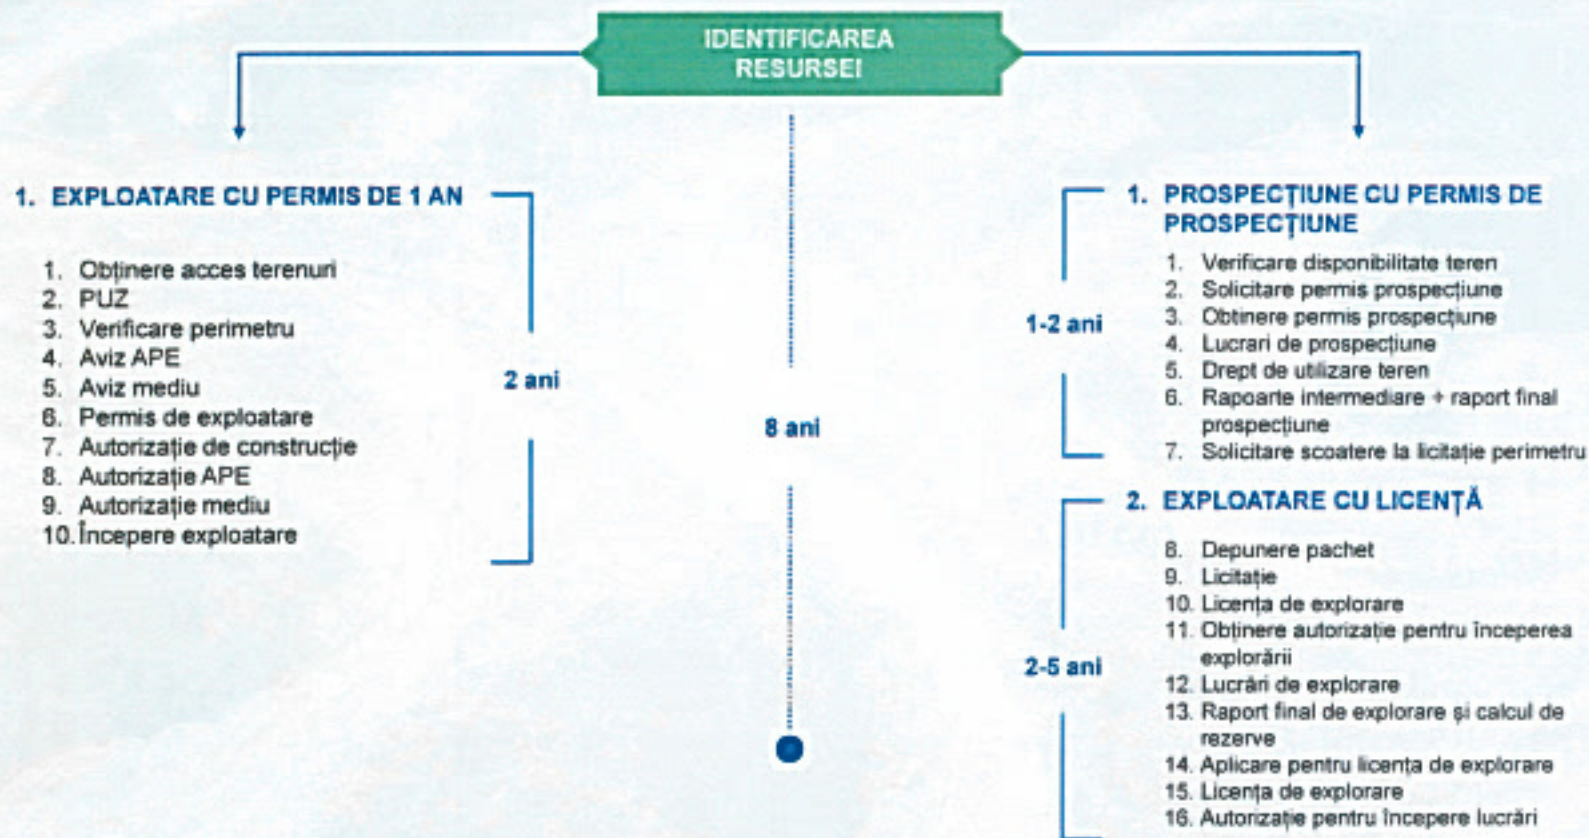 IDENTIFICAREA
RESURSEI
1. EXPLOATARE CU PERMIS DE 1 AN
1. Obținere acces terenuri
2. PUZ
3. Verificare perimetru
4. Aviz APE
5. Aviz mediu
6. Permis de exploatare
7. Autorizație de construcție
8. Autorizație APE
9. Autorizație mediu
10. Începere exploatare
2 ani
8 ani
1. PROSPECȚIUNE CU PERMIS DE
PROSPECȚIUNE
1. Verificare disponibilitate teren
2. Solicitare permis prospecțiune
3. Obtinere permis prospecțiune
4. Lucrari de prospecțiune
5. Drept de utilizare teren
6. Rapoarte intermediare + raport final
prospecțiune
7. Solicitare scoatere la licitație perimetru
1-2 ani
2. EXPLOATARE CU LICENȚĂ
8. Depunere pachet
9. Licitație
10. Licența de explorare
11. Obținere autorizație pentru începerea
explorării
12. Lucrări de explorare
13. Raport final de explorare și calcul de
rezerve
14. Aplicare pentru licența de explorare
15. Licența de explorare
16. Autorizație pentru începere lucrări
2-5 ani